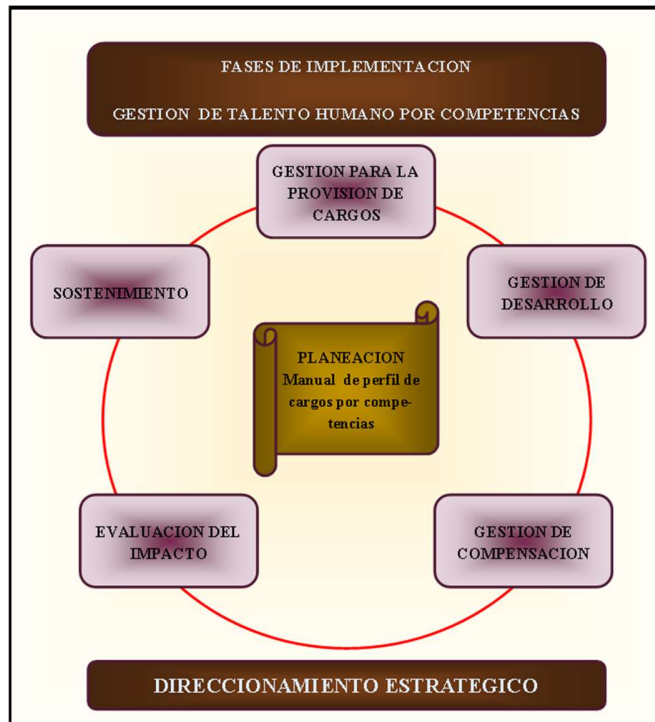 FASES DE IMPLEMENTACION
GESTION DE TALENTO HUMANO POR COMPETENCIAS
GESTION PARA LA
PROVISION DE
CARGOS
SOSTENIMIENTO
GESTION DE
DESARROLLO
PLANEACION
Manual de perfil de
cargos por compe-
tencias
EVALUACION DEL
IMPACTO
GESTION DE
COMPENSACION
DIRECCIONAMIENTO ESTRATEGICO